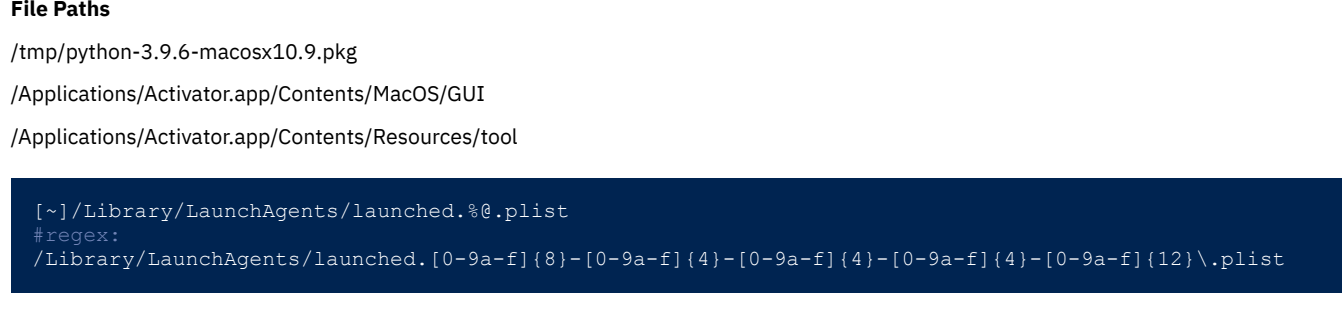 File Paths
/tmp/python-3.9.6-macosx10.9.pkg
/Applications/Activator.app/Contents/MacOS/GUI
/Applications/Activator.app/Contents/Resources/tool
[~]/Library/LaunchAgents/launched.%@.plist
#regex:
/Library/LaunchAgents/launched.[0-9a-f]{8}-[0-9a-f]{4}-[0-9a-f]{4}-[0-9a-f]{4}-[0-9a-f]{12}\.plist